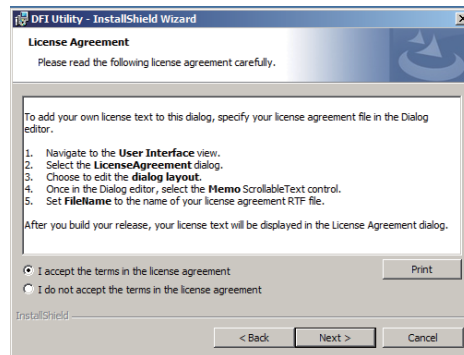 DFI Utility - InstallShield Wizard
License Agreement
Please read the following license agreement carefully.
To add your own license text to this dialog, specify your license agreement file in the Dialog
editor.
1. Navigate to the User Interface view.
2. Select the LicenseAgreement dialog.
3. Choose to edit the dialog layout.
4. Once in the Dialog editor, select the Memo ScrollableText control.
5. Set FileName to the name of your license agreement RTF file.
After you build your release, your license text will be displayed in the License Agreement dialog.
I accept the terms in the license agreement
Print
I do not accept the terms in the license agreement
InstallShield
< Back Next > Cancel